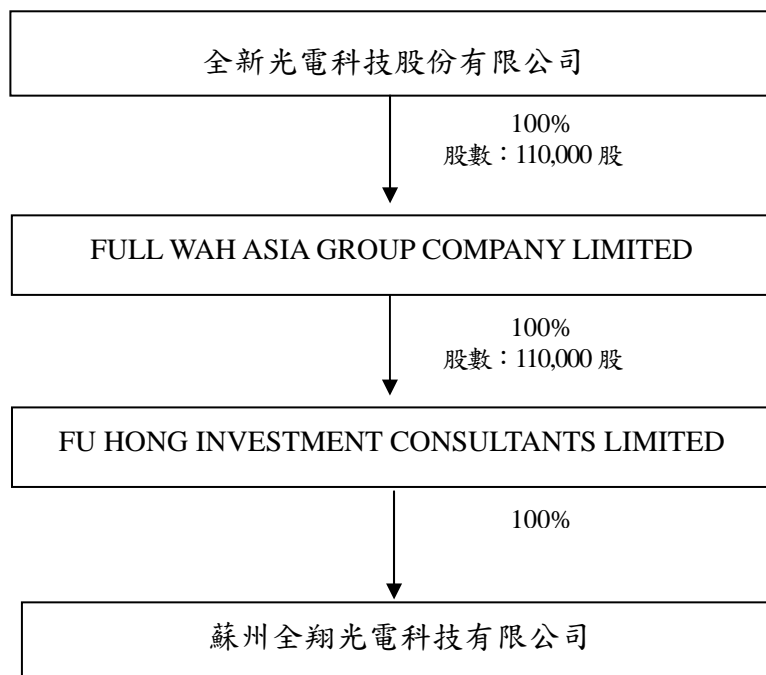 全新光電科技股份有限公司
100%
股數：110,000 股
FULL WAH ASIA GROUP COMPANY LIMITED
100%
股數：110,000 股
FU HONG INVESTMENT CONSULTANTS LIMITED
100%
蘇州全翔光電科技有限公司